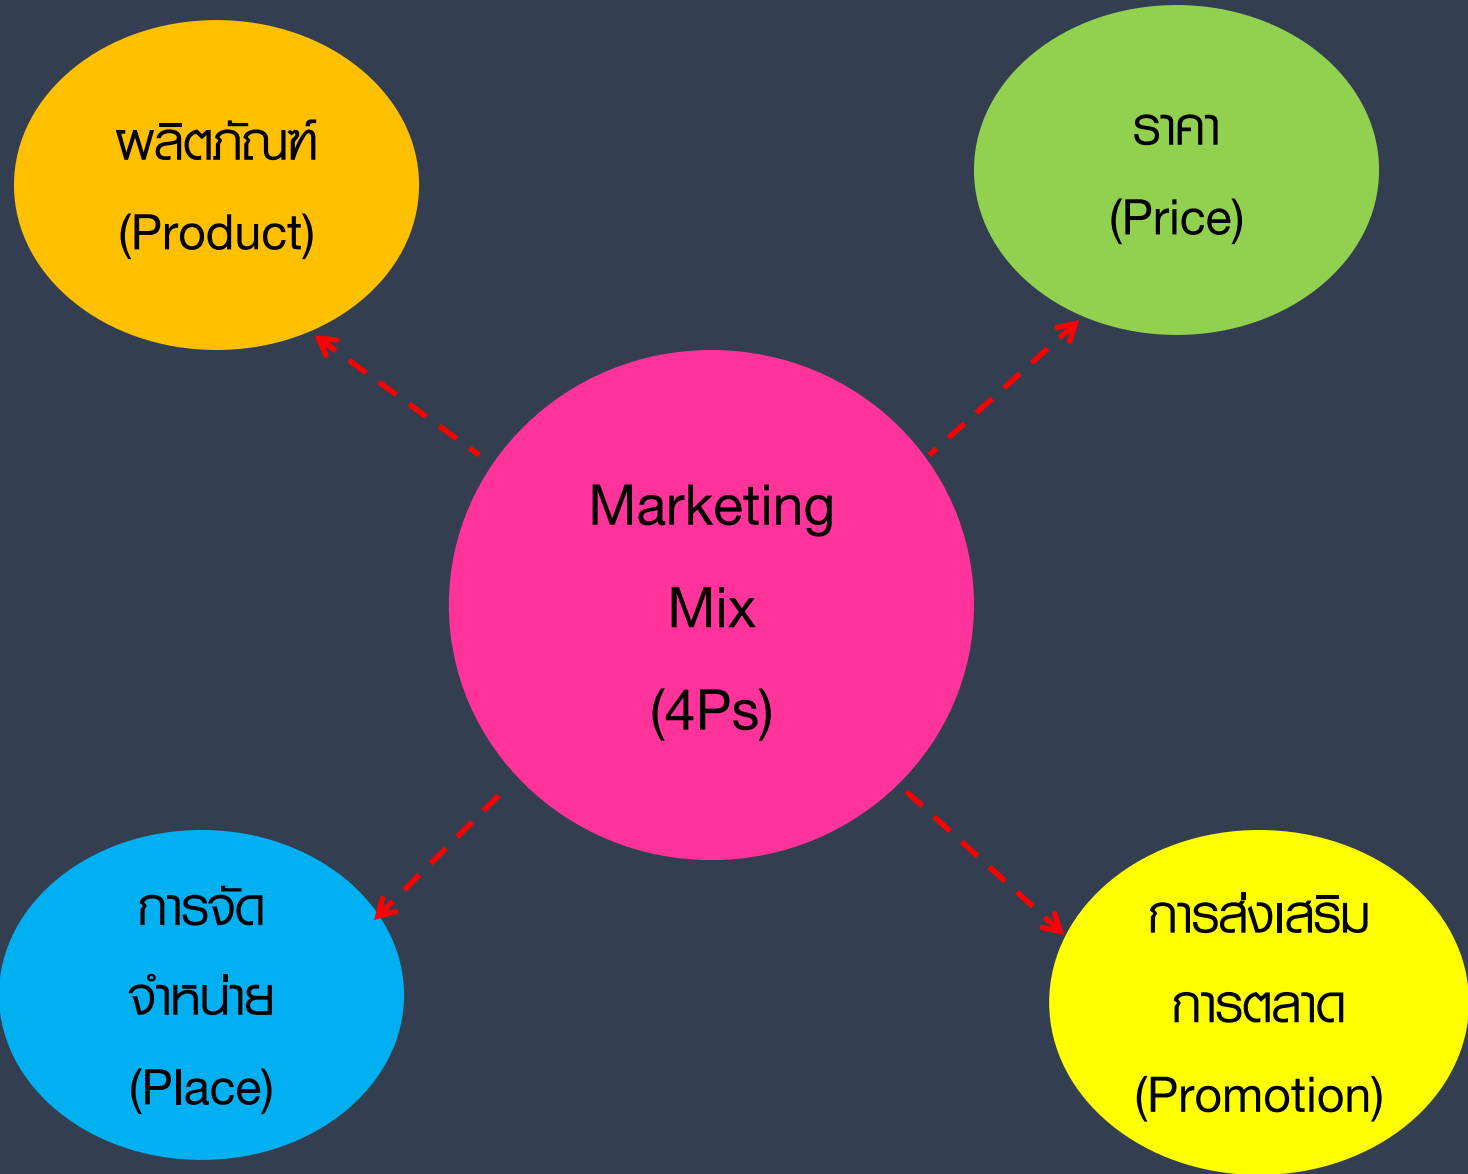 ผลิตภัณฑ์
(Product)
ราคา
(Price)
Marketing
Mix
(4Ps)
การจัด
จำหน่าย
(Place)
การส่งเสริม
การตลาด
(Promotion)